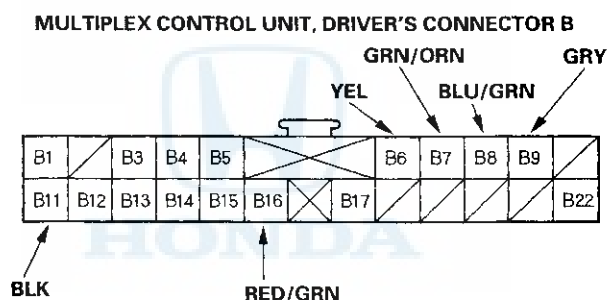 MULTIPLEX CONTROL UNIT, DRIVER'S CONNECTOR B
GRN/ORN GRY
YEL BLU/GRN
B1 B3 B4 B5 B6 B7 B8 B9
B11 B12 B13 B14 B15 B16 B17 B22
HONDA
BLK RED/GRN